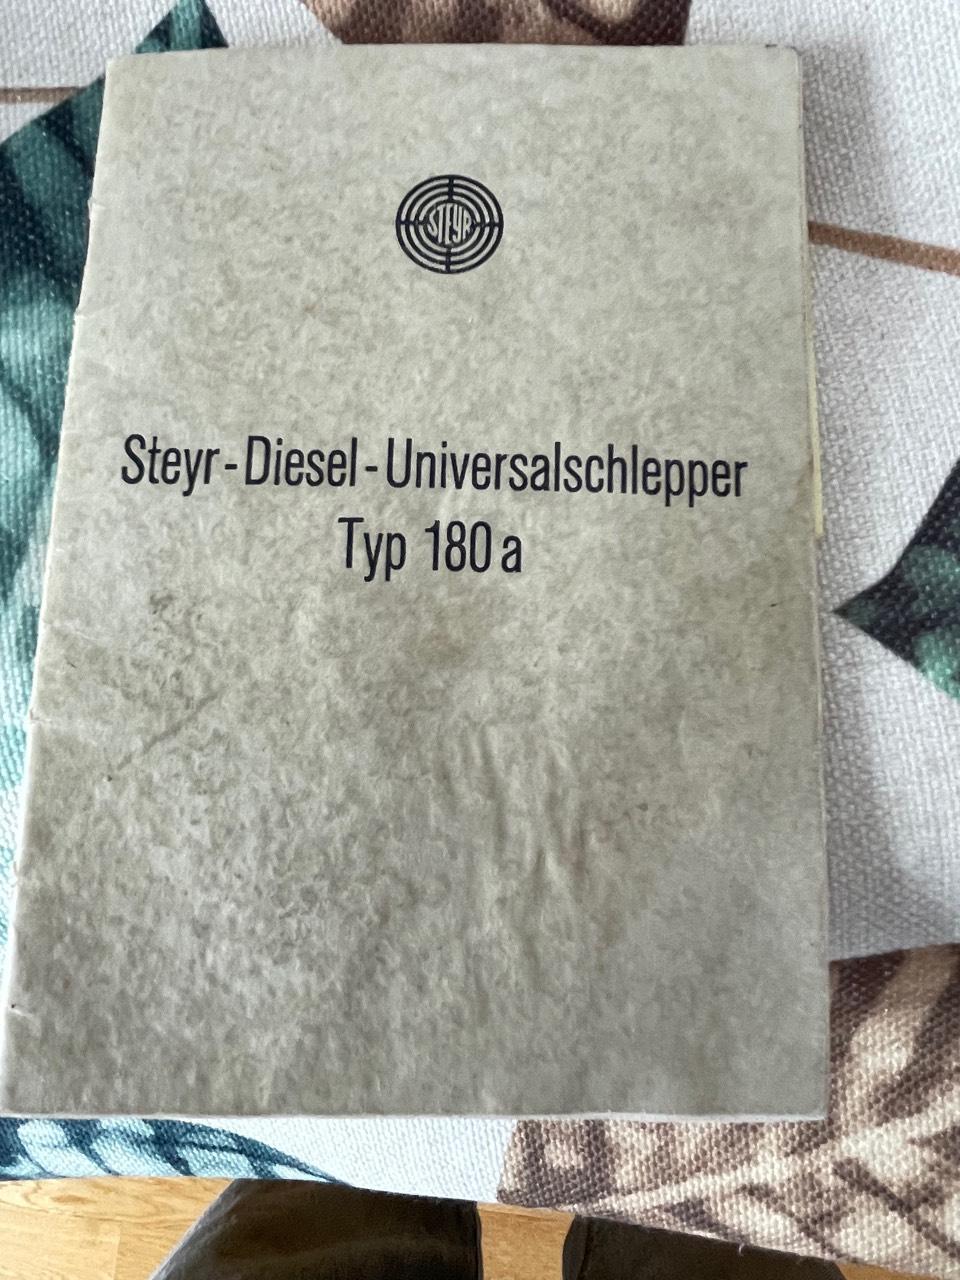 STEYR
Steyr-Diesel-Universalschlepper
Typ 180 a